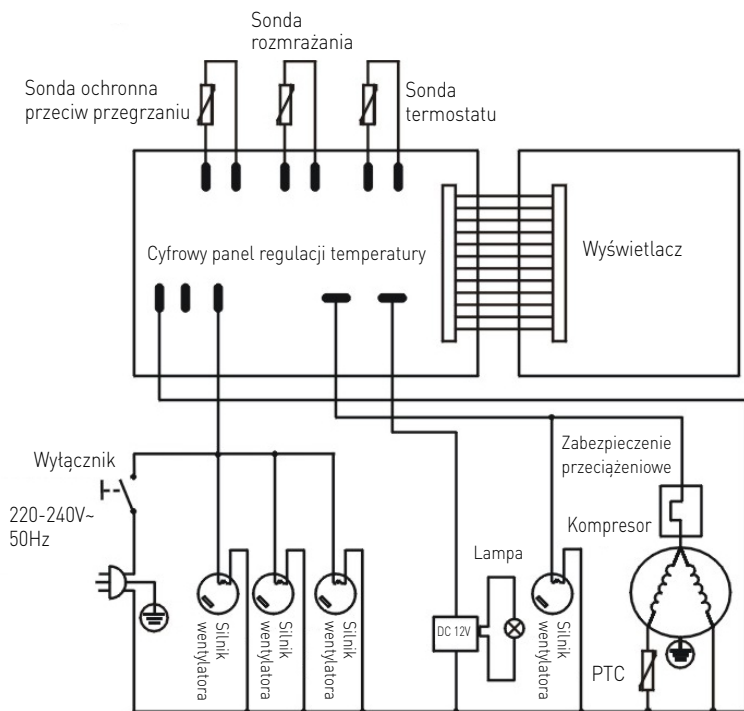 Sonda
rozmrażania
Sonda ochronna
przeciw przegrzaniu
Sonda
termostatu
Cyfrowy panel regulacji temperatury
Wyświetlacz
Wyłącznik
220-240V~
50Hz
Zabezpieczenie
przeciążeniowe
Kompresor
Lampa
DC 12V
Silnik
wentylatora
Silnik
wentylatora
Silnik
wentylatora
Silnik
wentylatora
PTC